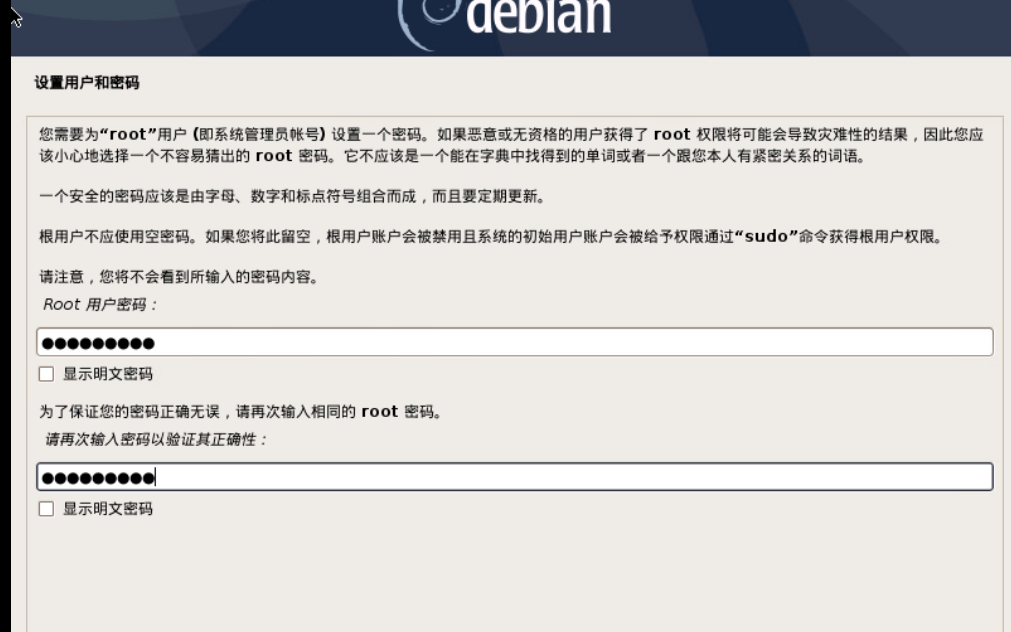 debian
设置用户和密码
您需要为“root”用户 (即系统管理员帐号) 设置一个密码。如果恶意或无资格的用户获得了 root 权限将可能会导致灾难性的结果，因此您应
该小心地选择一个不容易猜出的 root 密码。它不应该是一个能在字典中找得到的单词或者一个跟您本人有紧密关系的词语。
一个安全的密码应该是由字母、数字和标点符号组合而成，而且要定期更新。
根用户不应使用空密码。如果您将此留空，根用户账户会被禁用且系统的初始用户账户会被给予权限通过“sudo”命令获得根用户权限。
请注意，您将不会看到所输入的密码内容。
Root 用户密码：
●●●●●●●●●
显示明文密码
为了保证您的密码正确无误，请再次输入相同的 root 密码。
请再次输入密码以验证其正确性：
●●●●●●●●●
显示明文密码